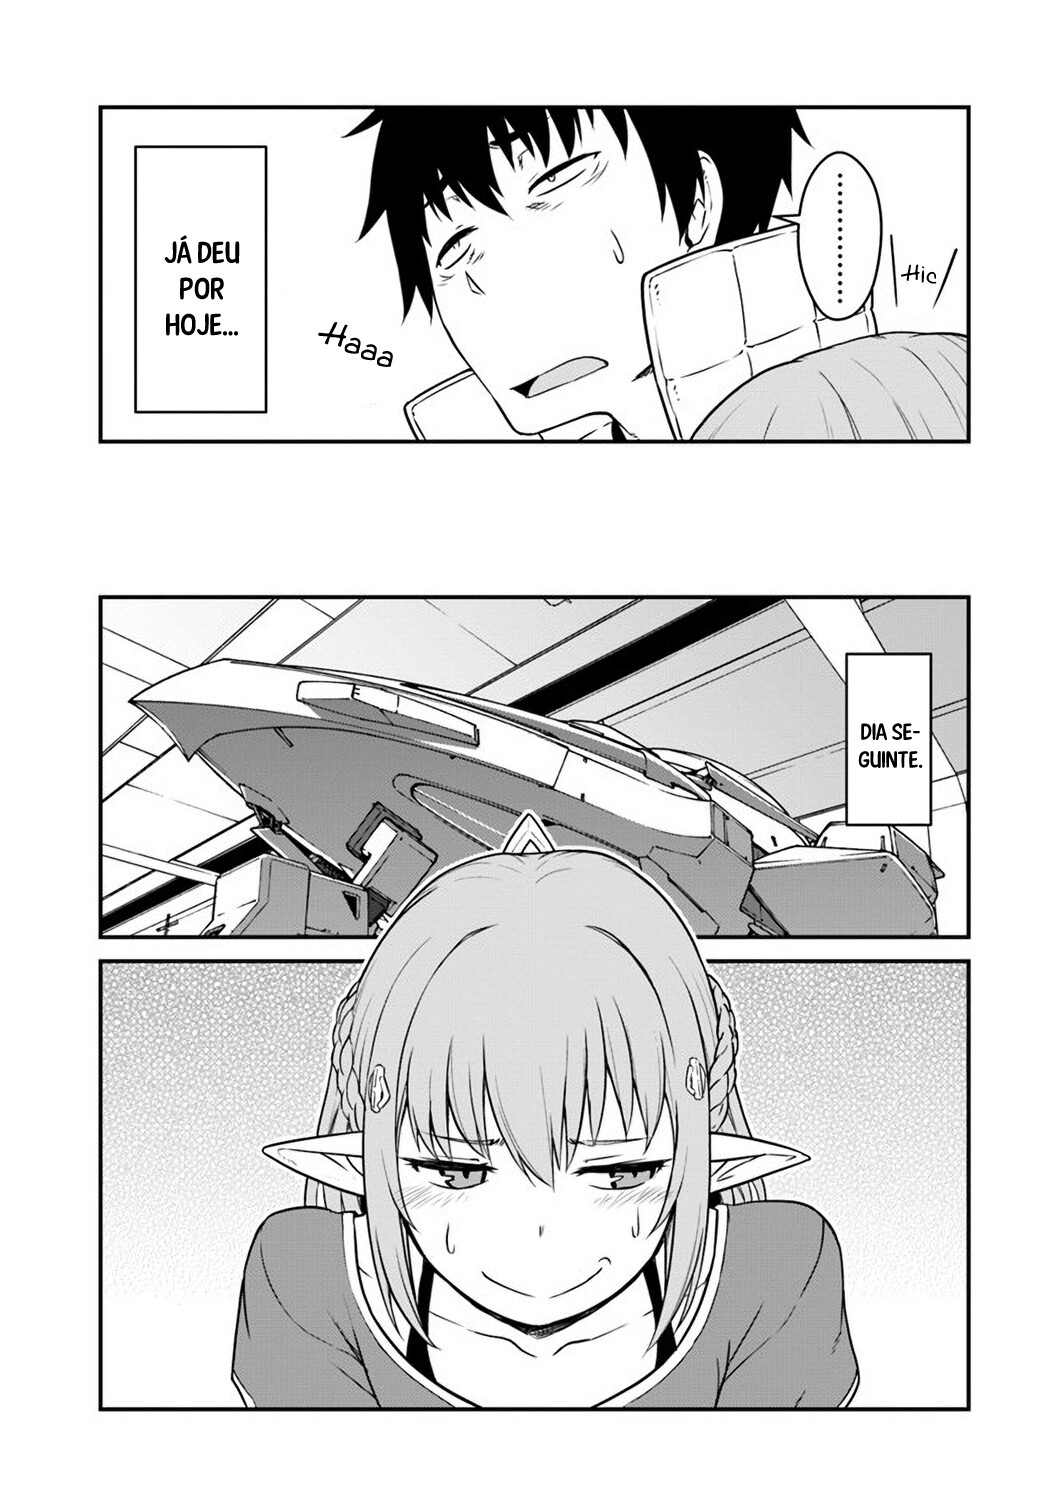 JÁ DEU
POR
HOJE...
Haaa
.........
Hic
DIA SE-
GUINTE.